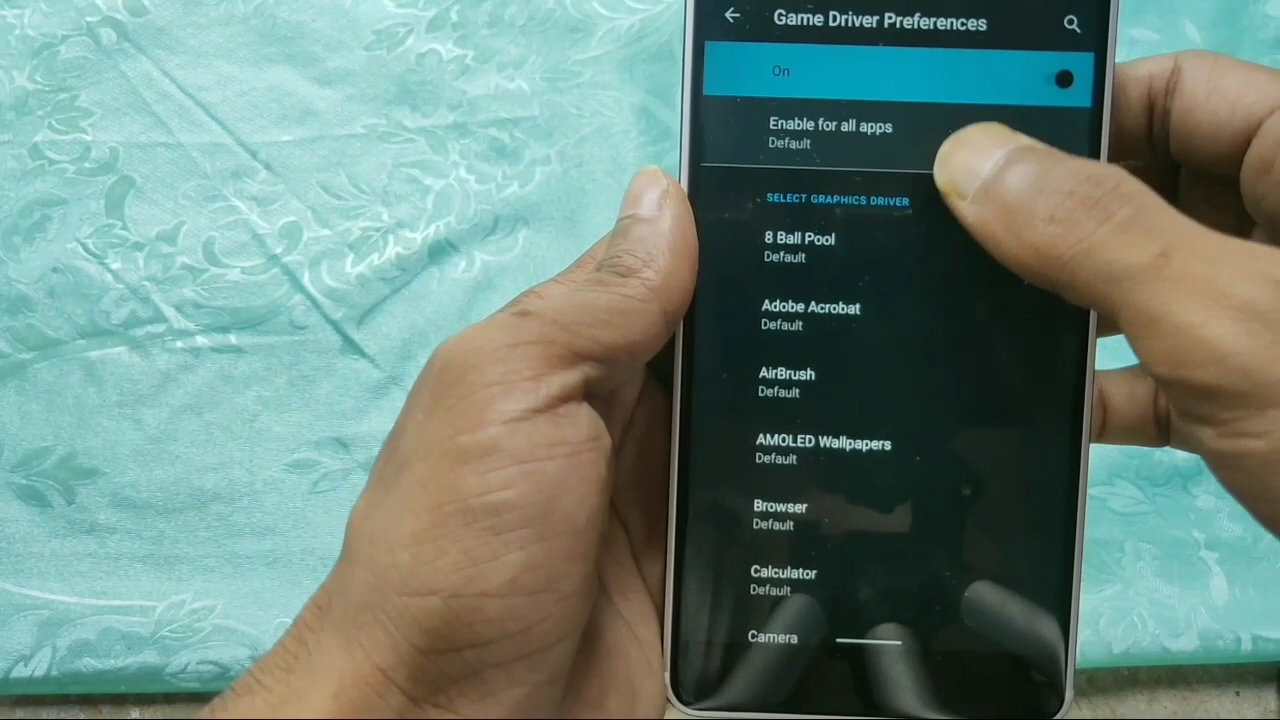 Game Driver Preferences
On
Enable for all apps
Default
SELECT GRAPHICS DRIVER
8 Ball Pool
Default
Adobe Acrobat
Default
AirBrush
Default
AMOLED Wallpapers
Default
Browser
Default
Calculator
Default
Camera